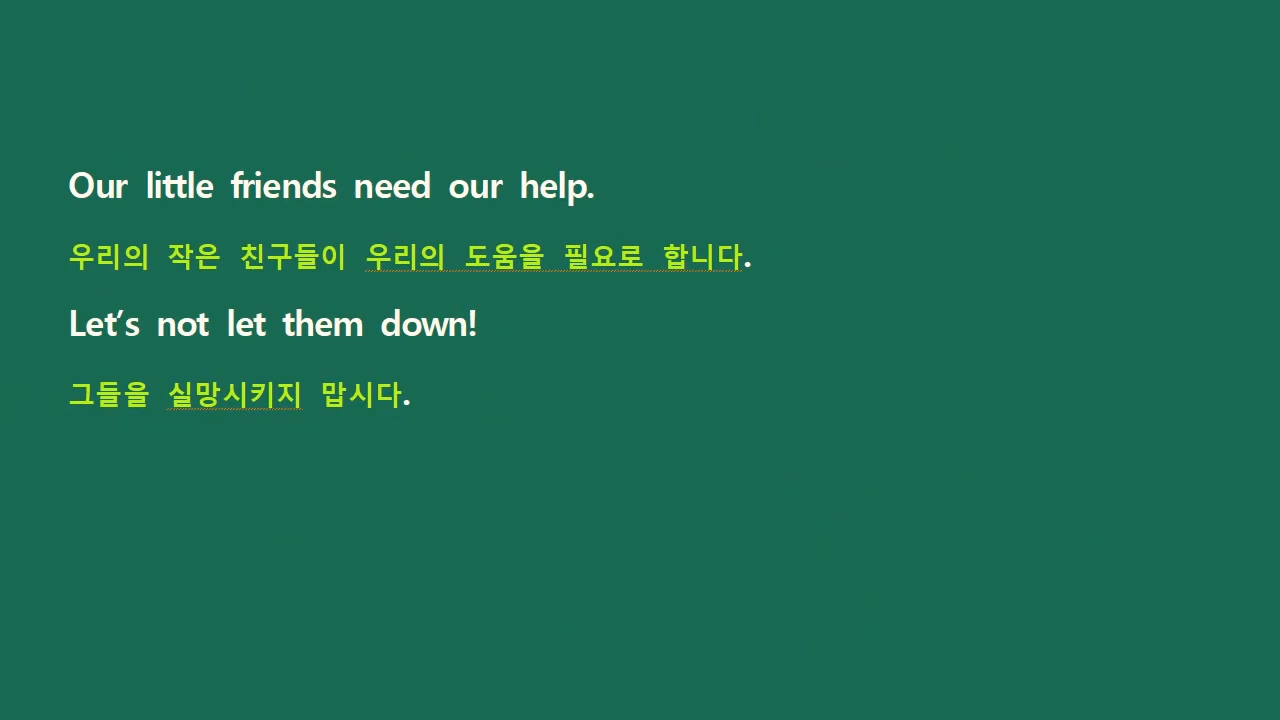 Our little friends need our help.
우리의 작은 친구들이 우리의 도움을 필요로 합니다.
Let's not let them down!
그들을 실망시키지 맙시다.